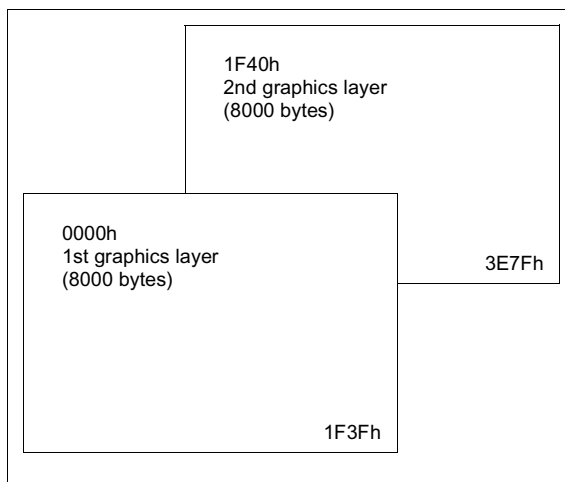 1F40h
2nd graphics layer
(8000 bytes)
3E7Fh
0000h
1st graphics layer
(8000 bytes)
1F3Fh